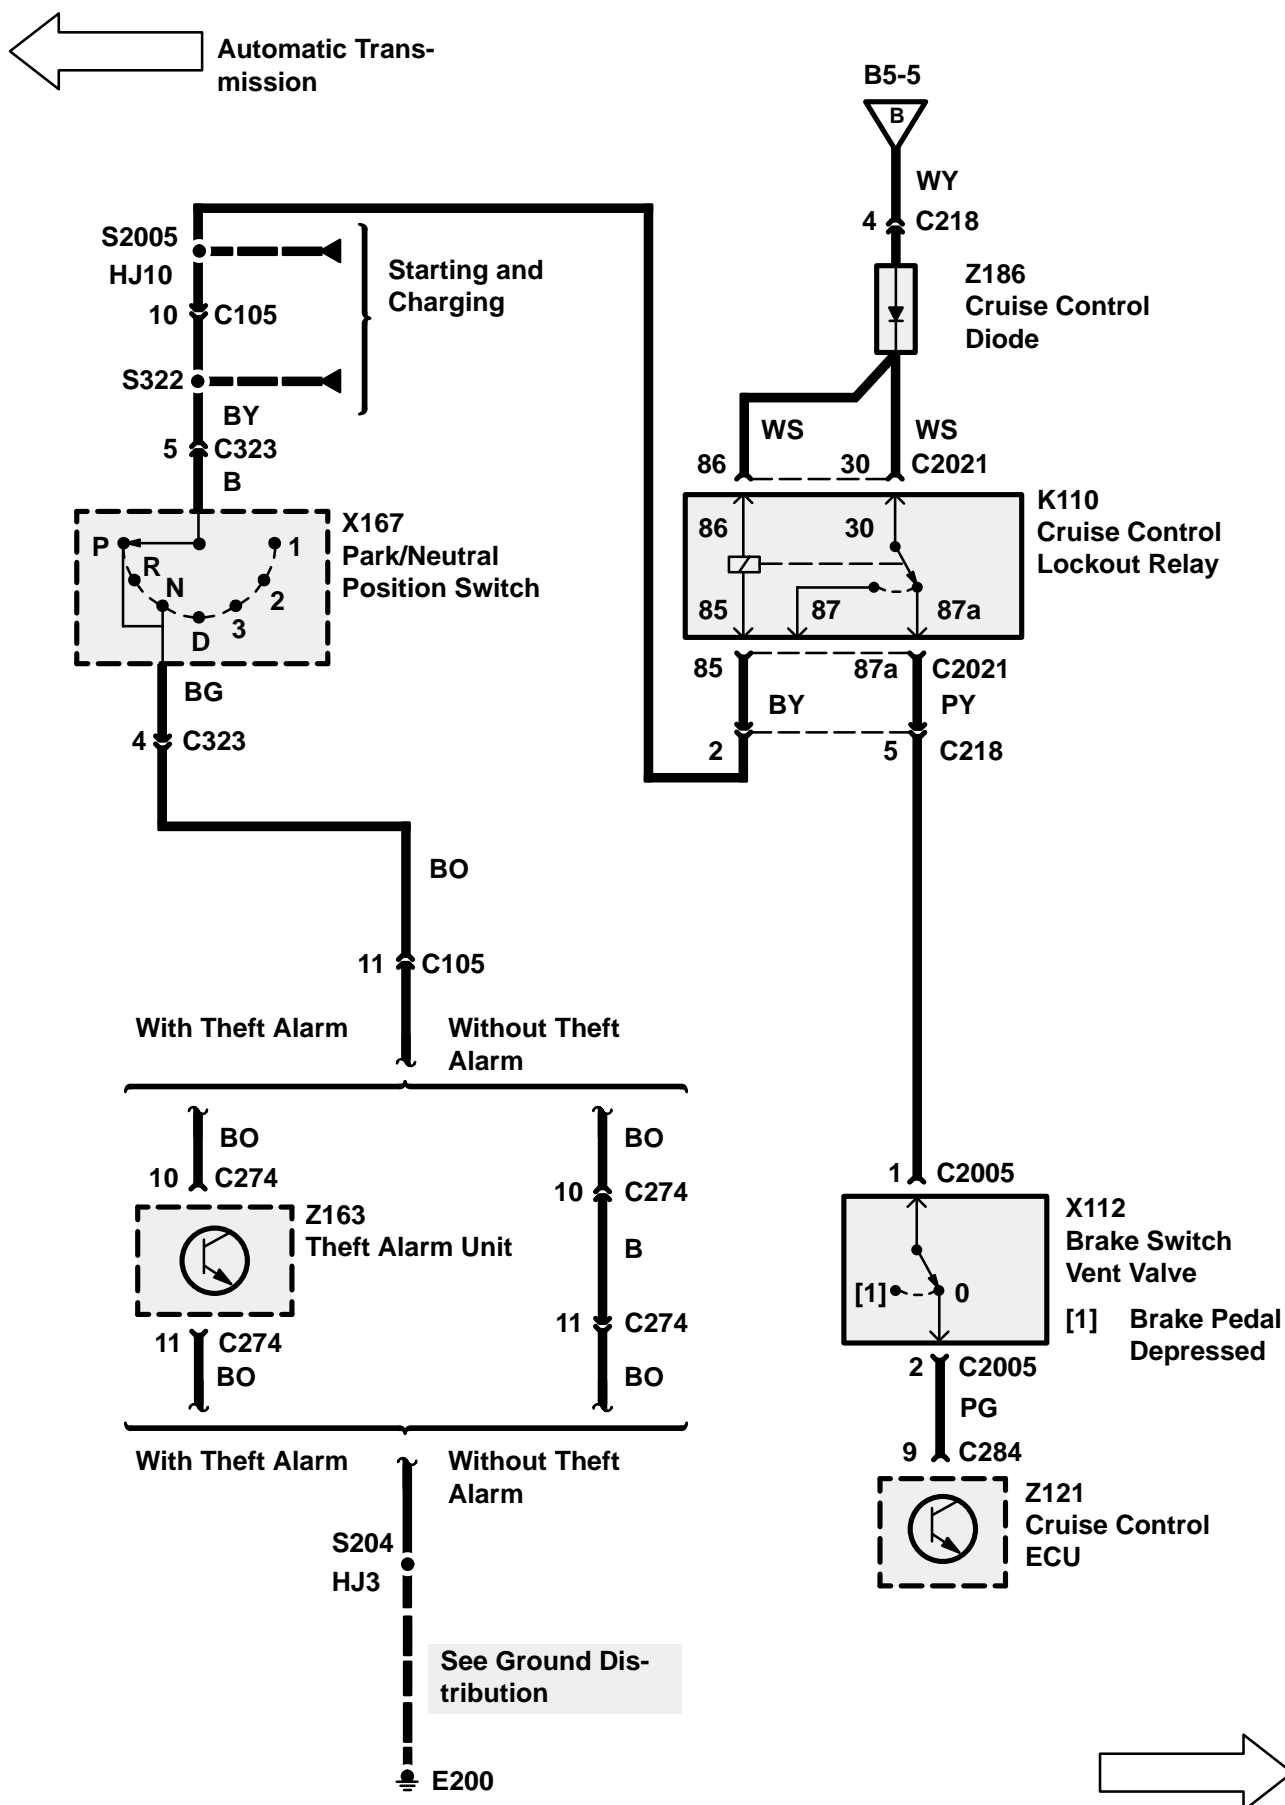 Automatic Trans-
mission
B5-5
B
WY
4 C218
Z186
Cruise Control
Diode
S2005
HJ10
Starting and
Charging
10 C105
S322
BY
5 C323
B
WS
WS
86
30 C2021
X167
Park/Neutral
Position Switch
P
R
N
D
3
2
1
K110
Cruise Control
Lockout Relay
86
30
85
87
87a
85
87a C2021
BY
PY
2
5 C218
BG
4 C323
BO
11 C105
With Theft Alarm
Without Theft
Alarm
BO
10 C274
Z163
Theft Alarm Unit
11 C274
BO
BO
10 C274
B
11 C274
BO
With Theft Alarm
Without Theft
Alarm
S204
HJ3
See Ground Dis-
tribution
E200
1 C2005
X112
Brake Switch
Vent Valve
[1] Brake Pedal
Depressed
[1]
0
2 C2005
PG
9 C284
Z121
Cruise Control
ECU